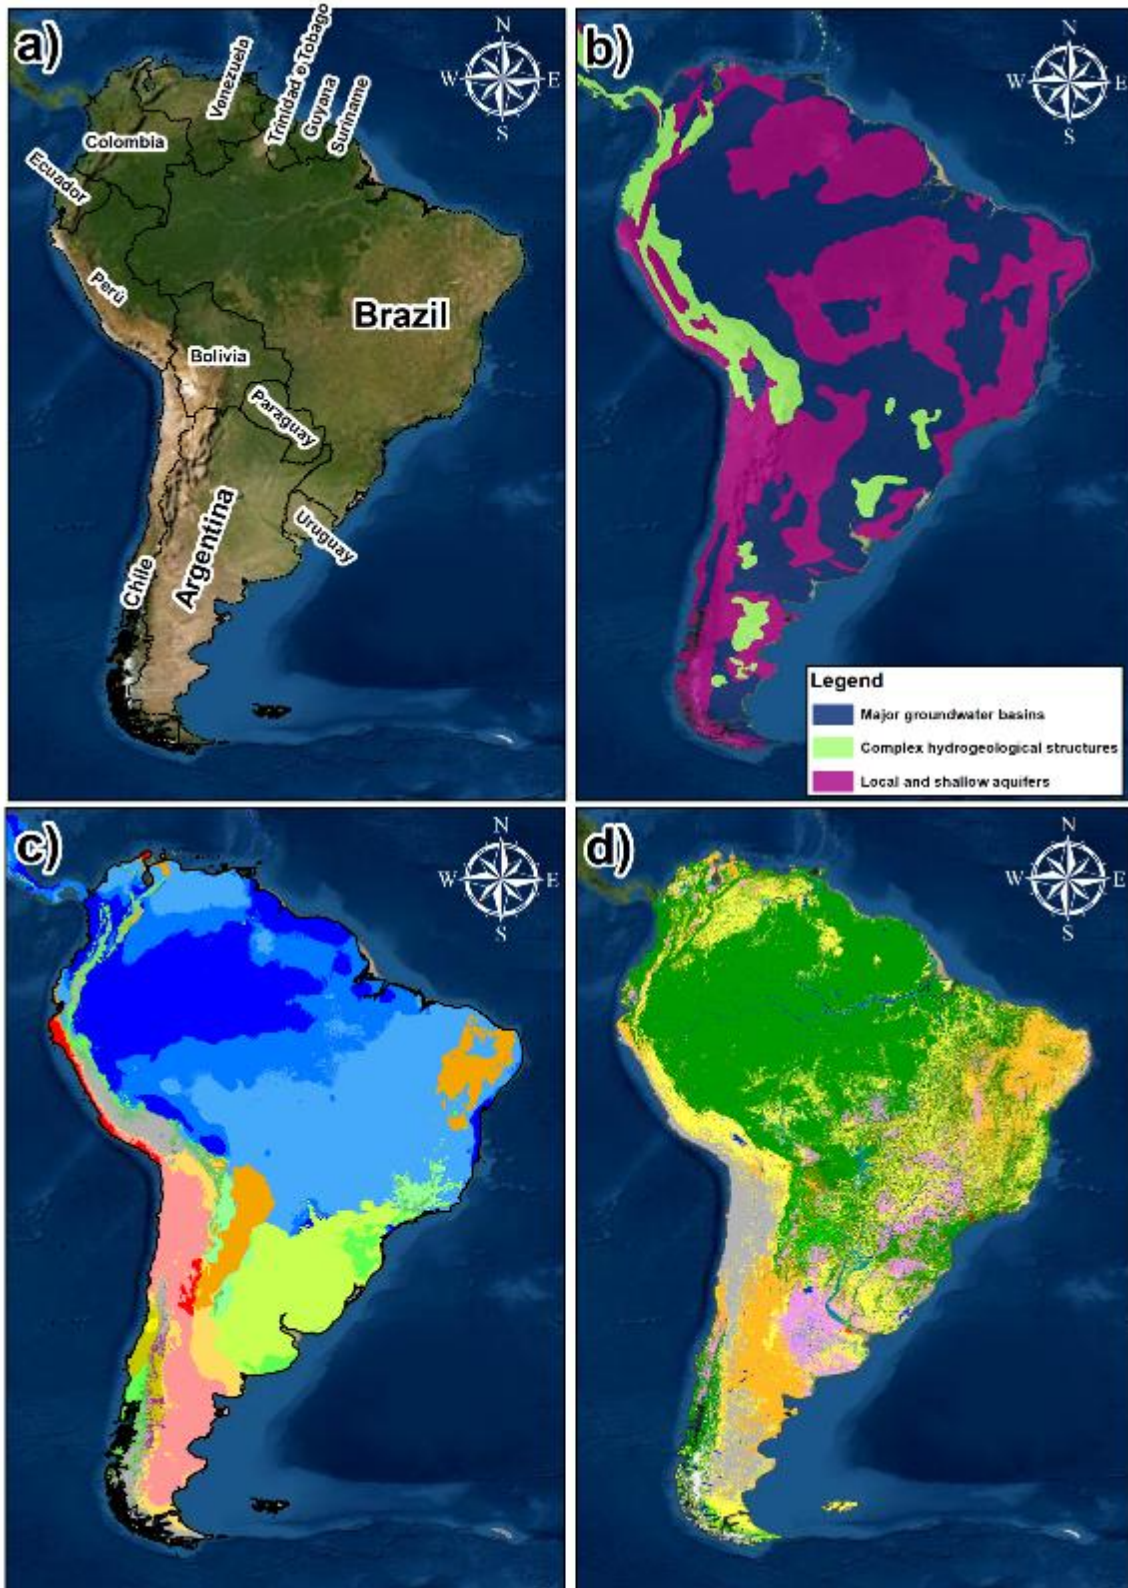 a)
N
W
E
S
Venezuela
Trinidad e Tobago
Guyana
Suriname
Colombia
Ecuador
Perú
Brazil
Bolivia
Paraguay
Argentina
Uruguay
Chile
b)
N
W
E
S
Legend
Major groundwater basins
Complex hydrogeological structures
Local and shallow aquifers
c)
N
W
E
S
d)
N
W
E
S